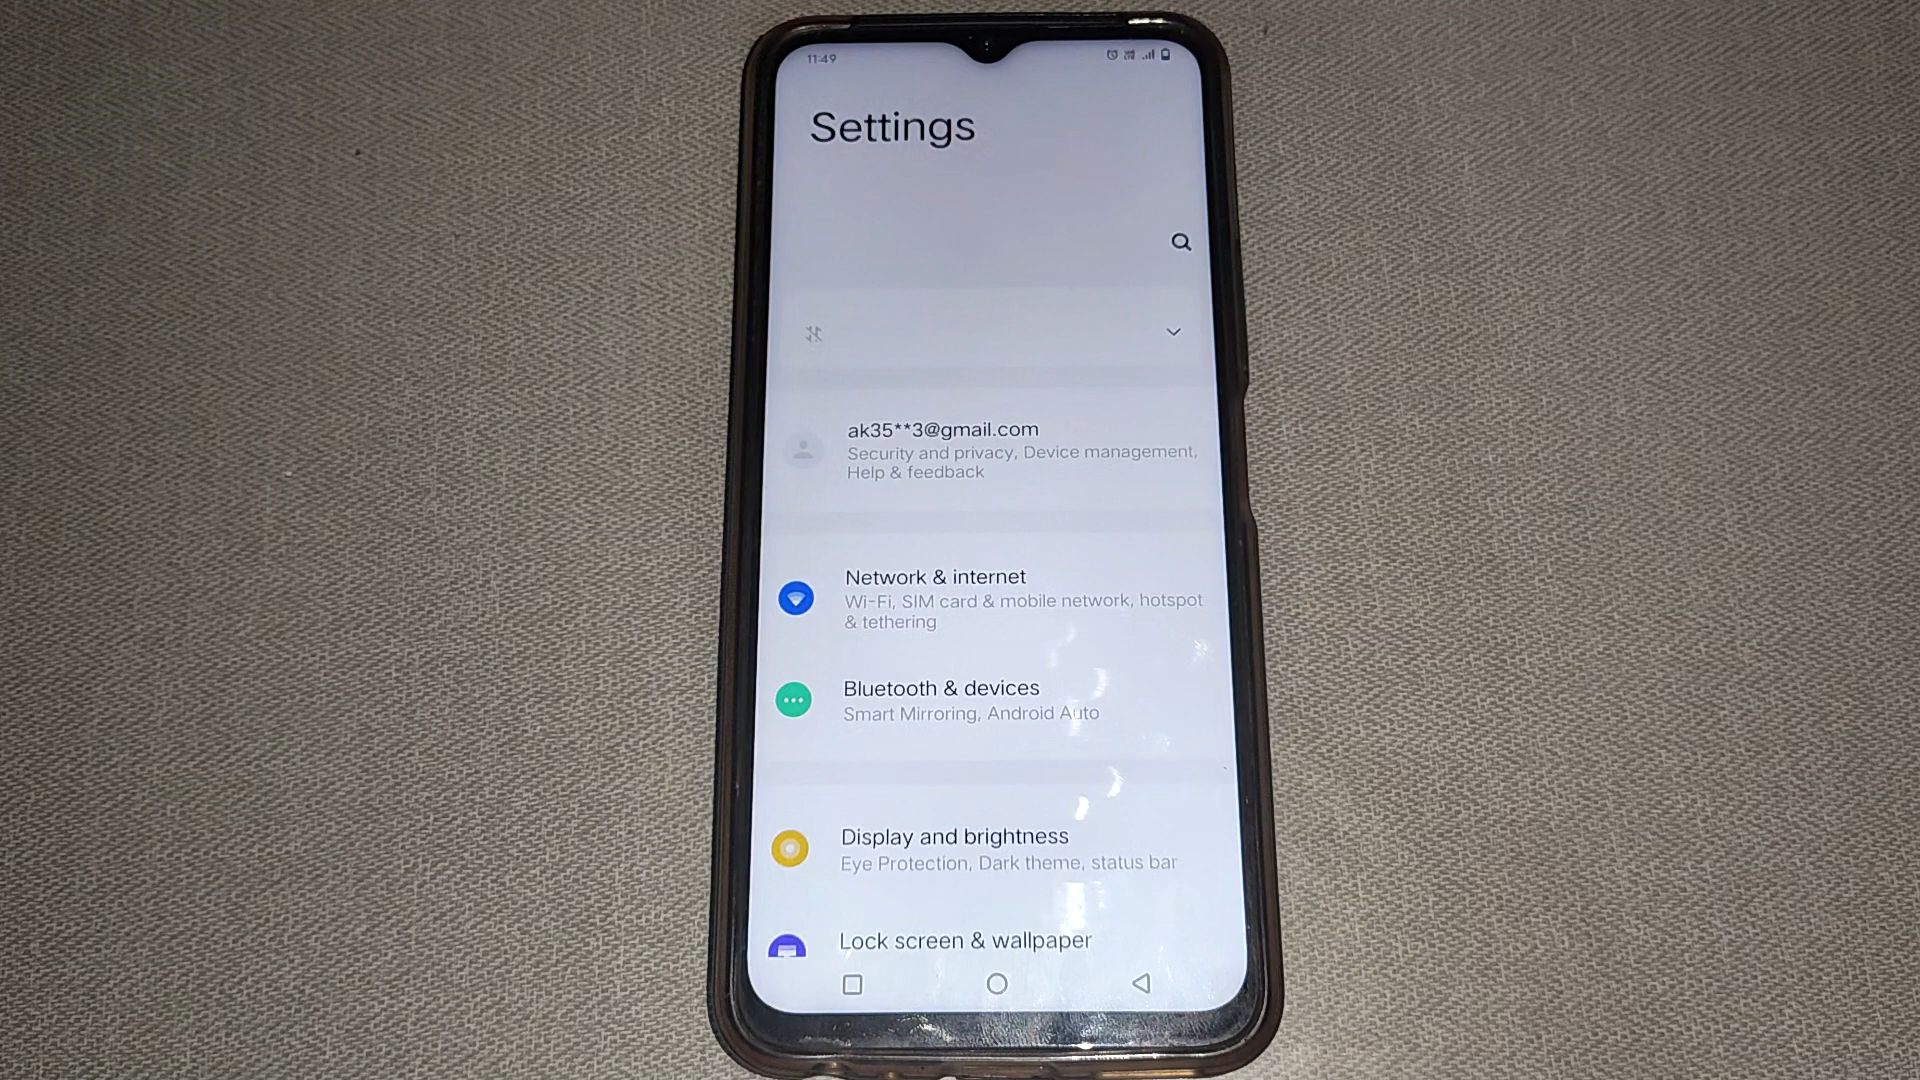 11:49
Settings
ak35**3@gmail.com
Security and privacy, Device management,
Help & feedback
Network & internet
Wi-Fi, SIM card & mobile network, hotspot
& tethering
Bluetooth & devices
Smart Mirroring, Android Auto
Display and brightness
Eye Protection, Dark theme, status bar
Lock screen & wallpaper